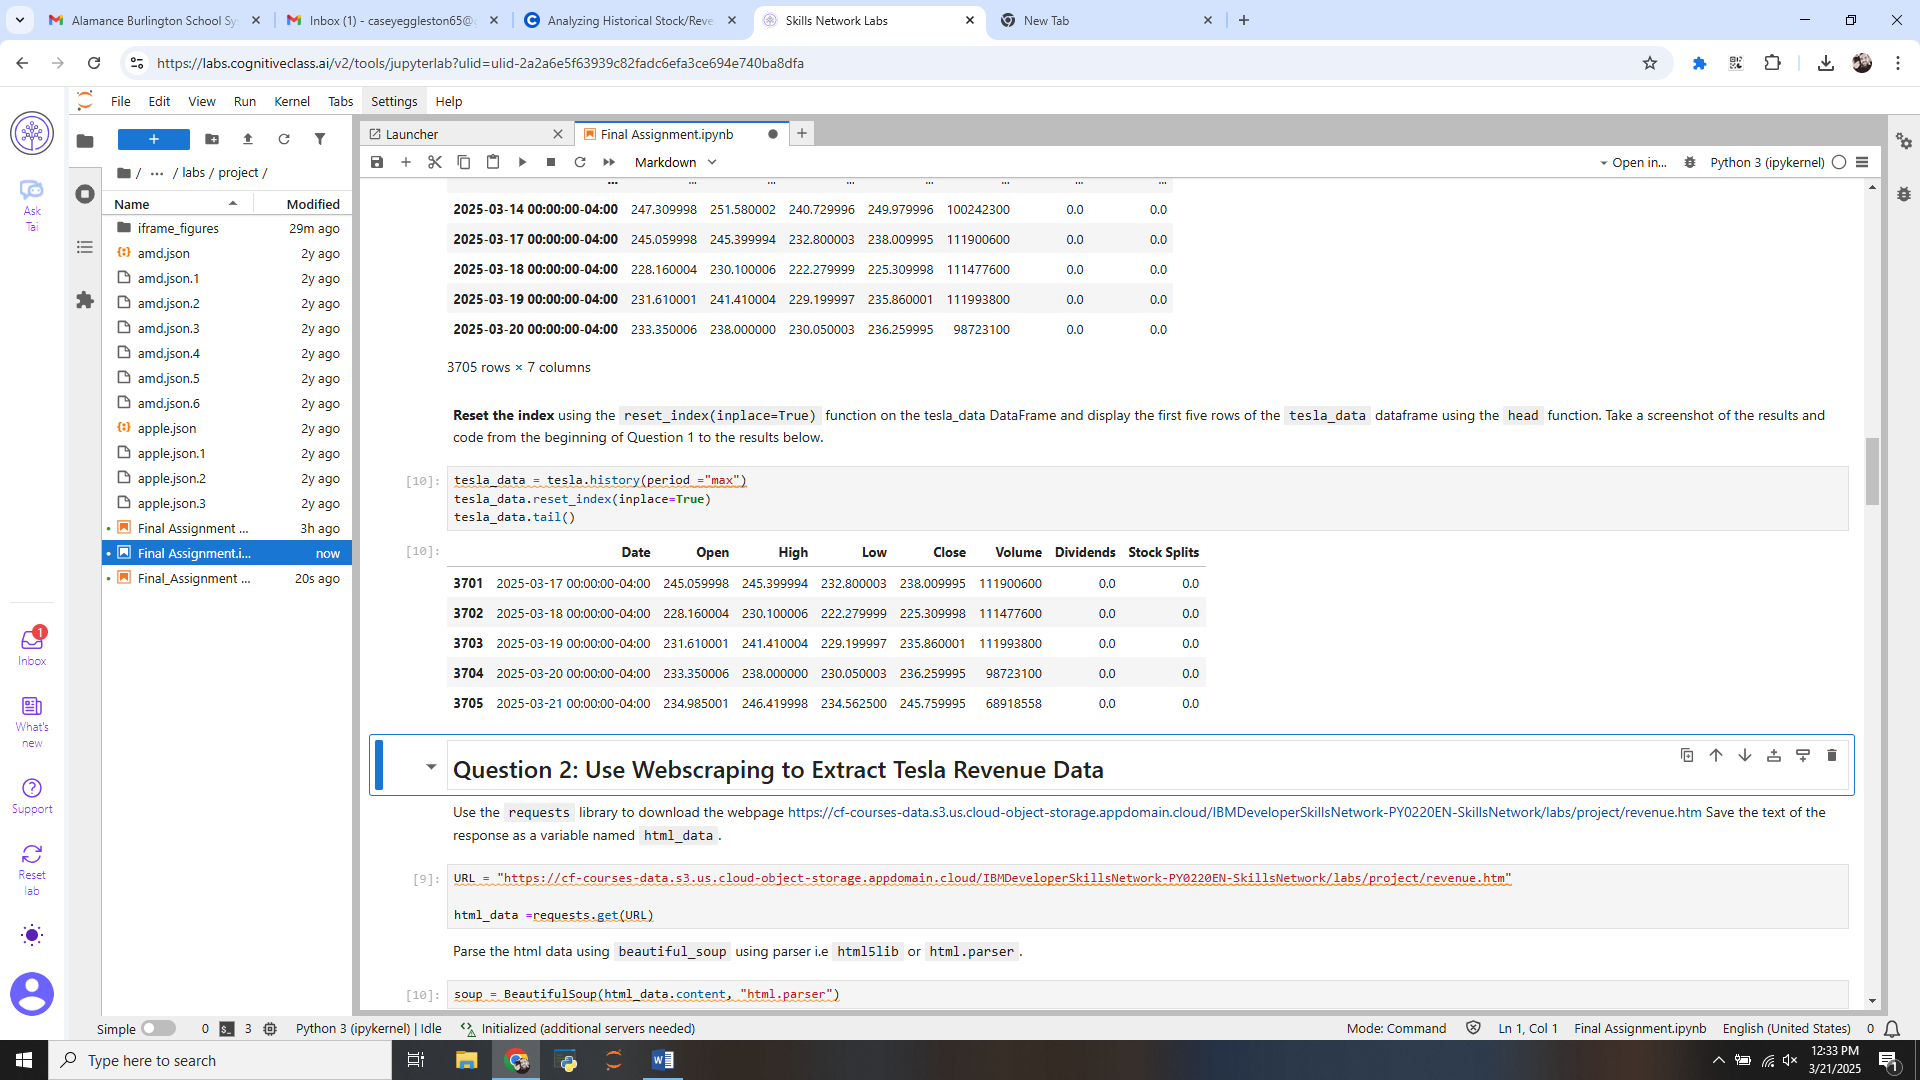 Alamance Burlington School Sy
Inbox (1) - caseyeggleston65@
Analyzing Historical Stock/Reve
Skills Network Labs
New Tab
https://labs.cognitiveclass.ai/v2/tools/jupyterlab?ulid=ulid-2a2a6e5f63939c82fadc6efa3ce694e740ba8dfa
File Edit View Run Kernel Tabs Settings Help
Launcher
Final Assignment.ipynb
Markdown
Open in...
Python 3 (ipykernel)
/ ... / labs / project /
Name Modified
iframe_figures 29m ago
amd.json 2y ago
amd.json.1 2y ago
amd.json.2 2y ago
amd.json.3 2y ago
amd.json.4 2y ago
amd.json.5 2y ago
amd.json.6 2y ago
apple.json 2y ago
apple.json.1 2y ago
apple.json.2 2y ago
apple.json.3 2y ago
Final Assignment ... 3h ago
Final Assignment.i... now
Final_Assignment ... 20s ago
Ask
Tai
1
Inbox
What's
new
Support
Reset
lab
... ... ... ... ... ... ... ...
2025-03-14 00:00:00-04:00 247.309998 251.580002 240.729996 249.979996 100242300 0.0 0.0
2025-03-17 00:00:00-04:00 245.059998 245.399994 232.800003 238.009995 111900600 0.0 0.0
2025-03-18 00:00:00-04:00 228.160004 230.100006 222.279999 225.309998 111477600 0.0 0.0
2025-03-19 00:00:00-04:00 231.610001 241.410004 229.199997 235.860001 111993800 0.0 0.0
2025-03-20 00:00:00-04:00 233.350006 238.000000 230.050003 236.259995 98723100 0.0 0.0
3705 rows × 7 columns
Reset the index using the reset_index(inplace=True) function on the tesla_data DataFrame and display the first five rows of the tesla_data dataframe using the head function. Take a screenshot of the results and
code from the beginning of Question 1 to the results below.
[10]: tesla_data = tesla.history(period ="max")
tesla_data.reset_index(inplace=True)
tesla_data.tail()
[10]: Date Open High Low Close Volume Dividends Stock Splits
3701 2025-03-17 00:00:00-04:00 245.059998 245.399994 232.800003 238.009995 111900600 0.0 0.0
3702 2025-03-18 00:00:00-04:00 228.160004 230.100006 222.279999 225.309998 111477600 0.0 0.0
3703 2025-03-19 00:00:00-04:00 231.610001 241.410004 229.199997 235.860001 111993800 0.0 0.0
3704 2025-03-20 00:00:00-04:00 233.350006 238.000000 230.050003 236.259995 98723100 0.0 0.0
3705 2025-03-21 00:00:00-04:00 234.985001 246.419998 234.562500 245.759995 68918558 0.0 0.0
Question 2: Use Webscraping to Extract Tesla Revenue Data
Use the requests library to download the webpage https://cf-courses-data.s3.us.cloud-object-storage.appdomain.cloud/IBMDeveloperSkillsNetwork-PY0220EN-SkillsNetwork/labs/project/revenue.htm Save the text of the
response as a variable named html_data.
[9]: URL = "https://cf-courses-data.s3.us.cloud-object-storage.appdomain.cloud/IBMDeveloperSkillsNetwork-PY0220EN-SkillsNetwork/labs/project/revenue.htm"
html_data =requests.get(URL)
Parse the html data using beautiful_soup using parser i.e html5lib or html.parser.
[10]: soup = BeautifulSoup(html_data.content, "html.parser")
Simple 0 $_ 3 Python 3 (ipykernel) | Idle Initialized (additional servers needed) Mode: Command Ln 1, Col 1 Final Assignment.ipynb English (United States) 0
Type here to search
12:33 PM
3/21/2025
1